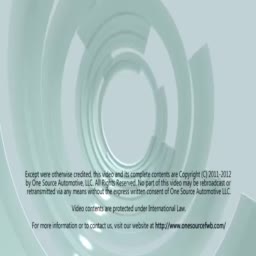 Except were otherwise credited, this video and its complete contents are Copyright (C) 2011-2012
by One Source Automotive, LLC. All Rights Reserved. No part of this video may be rebroadcast or
retransmitted via any means without the express written consent of One Source Automotive LLC.
Video contents are protected under International Law.
For more information or to contact us, visit our website at http://www.onesourcefwb.com/